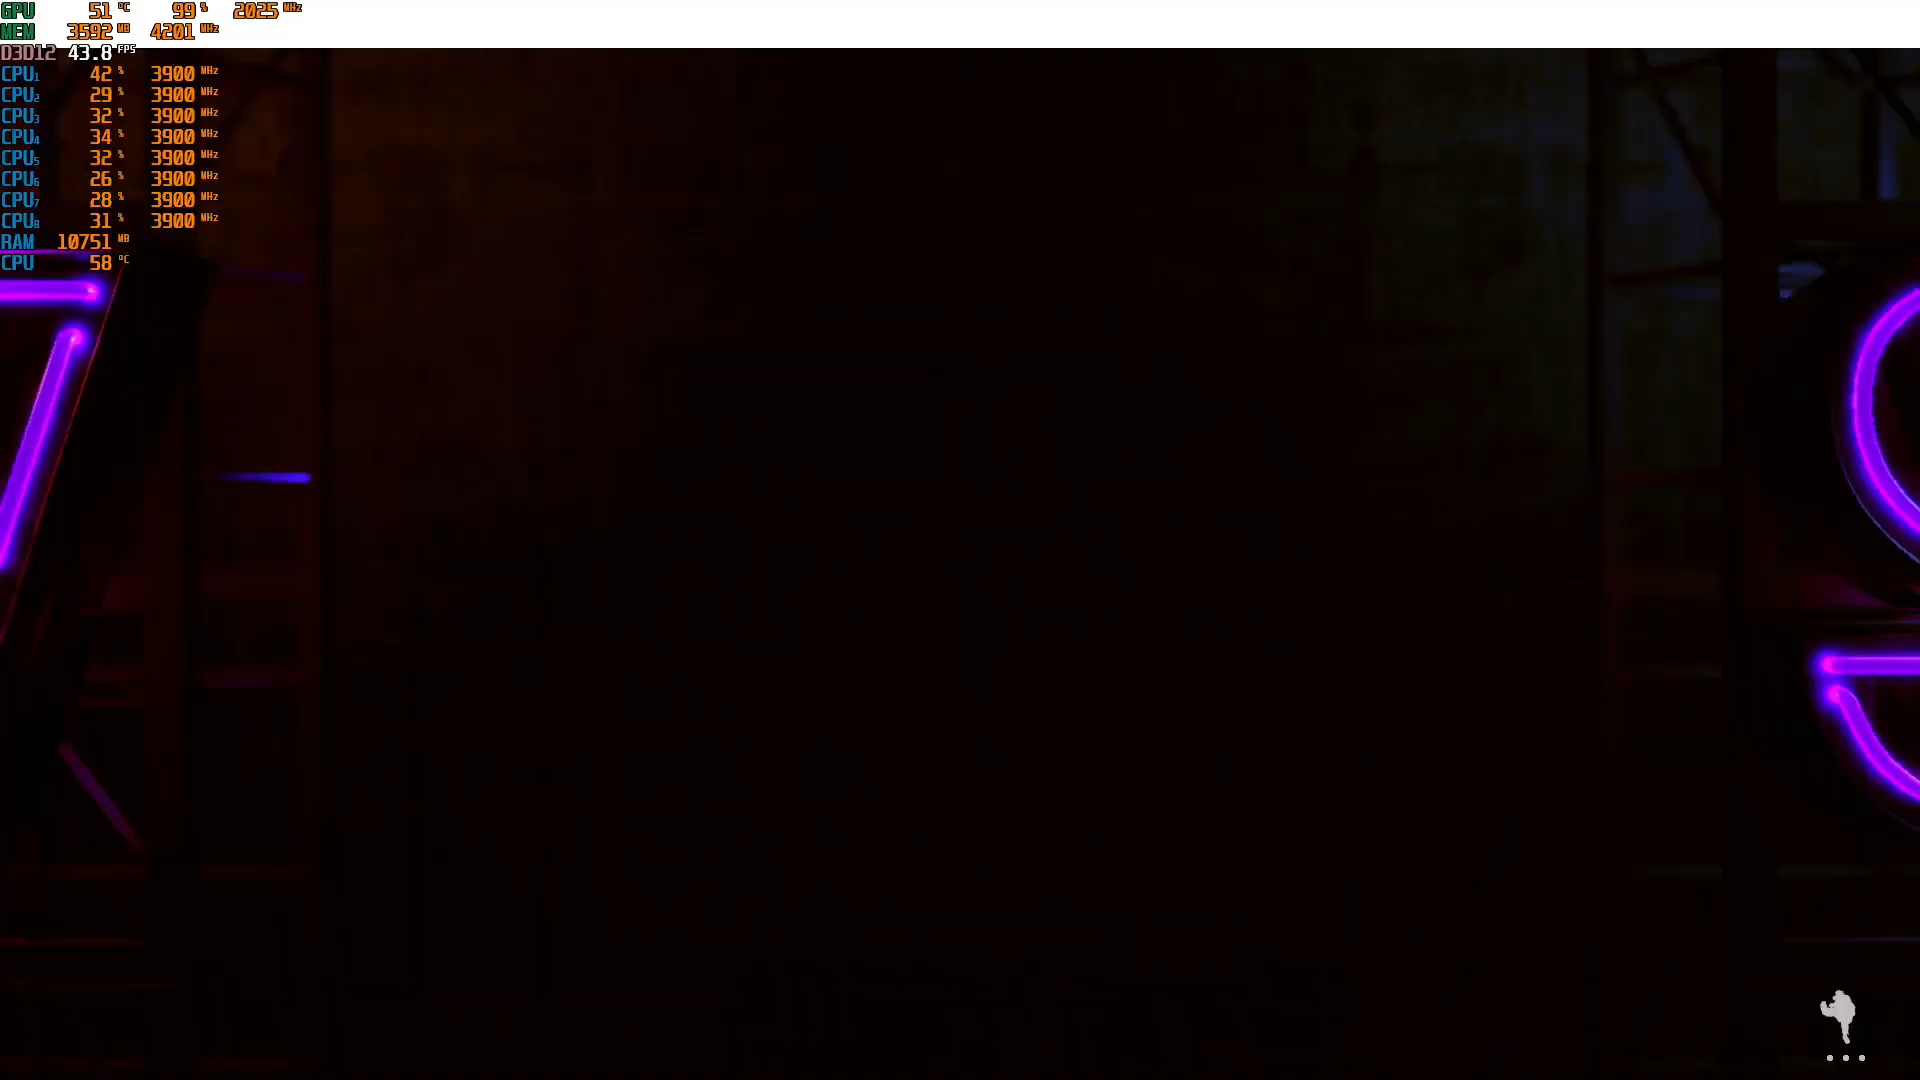 GPU 51 °C 99 % 2025 MHz
MEM 3592 MB 4201 MHz
D3D12 43.8 FPS
CPU1 42 % 3900 MHz
CPU2 29 % 3900 MHz
CPU3 32 % 3900 MHz
CPU4 34 % 3900 MHz
CPU5 32 % 3900 MHz
CPU6 26 % 3900 MHz
CPU7 28 % 3900 MHz
CPU8 31 % 3900 MHz
RAM 10751 MB
CPU 58 °C